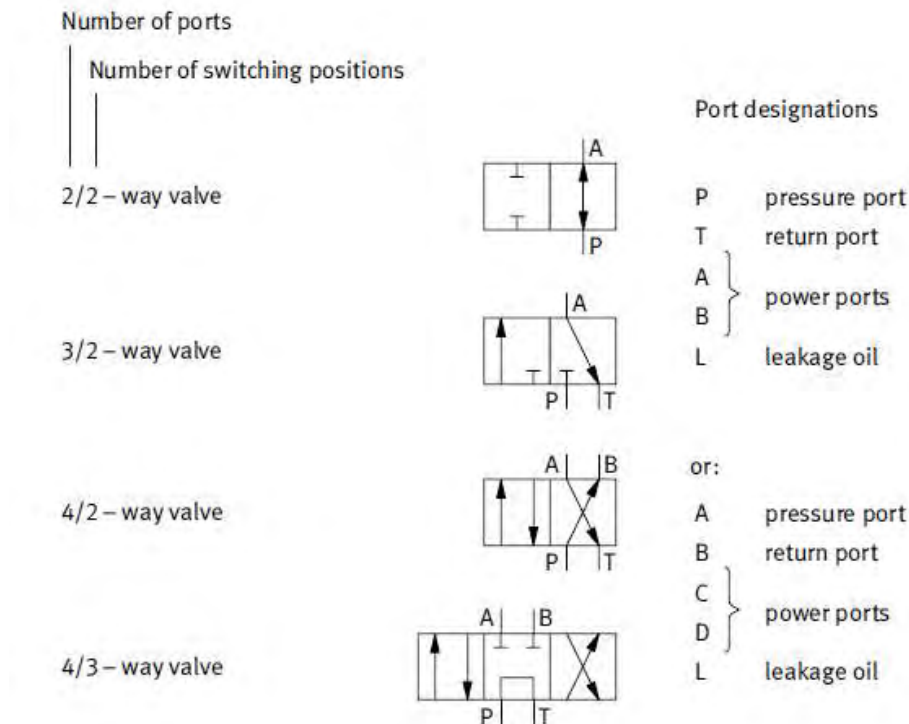 Number of ports
Number of switching positions
Port designations
2/2 – way valve
A
P
P pressure port
T return port
A
B
power ports
L leakage oil
3/2 – way valve
A
P T
4/2 – way valve
A B
P T
or:
A pressure port
B return port
C
D
power ports
L leakage oil
4/3 – way valve
A B
P T